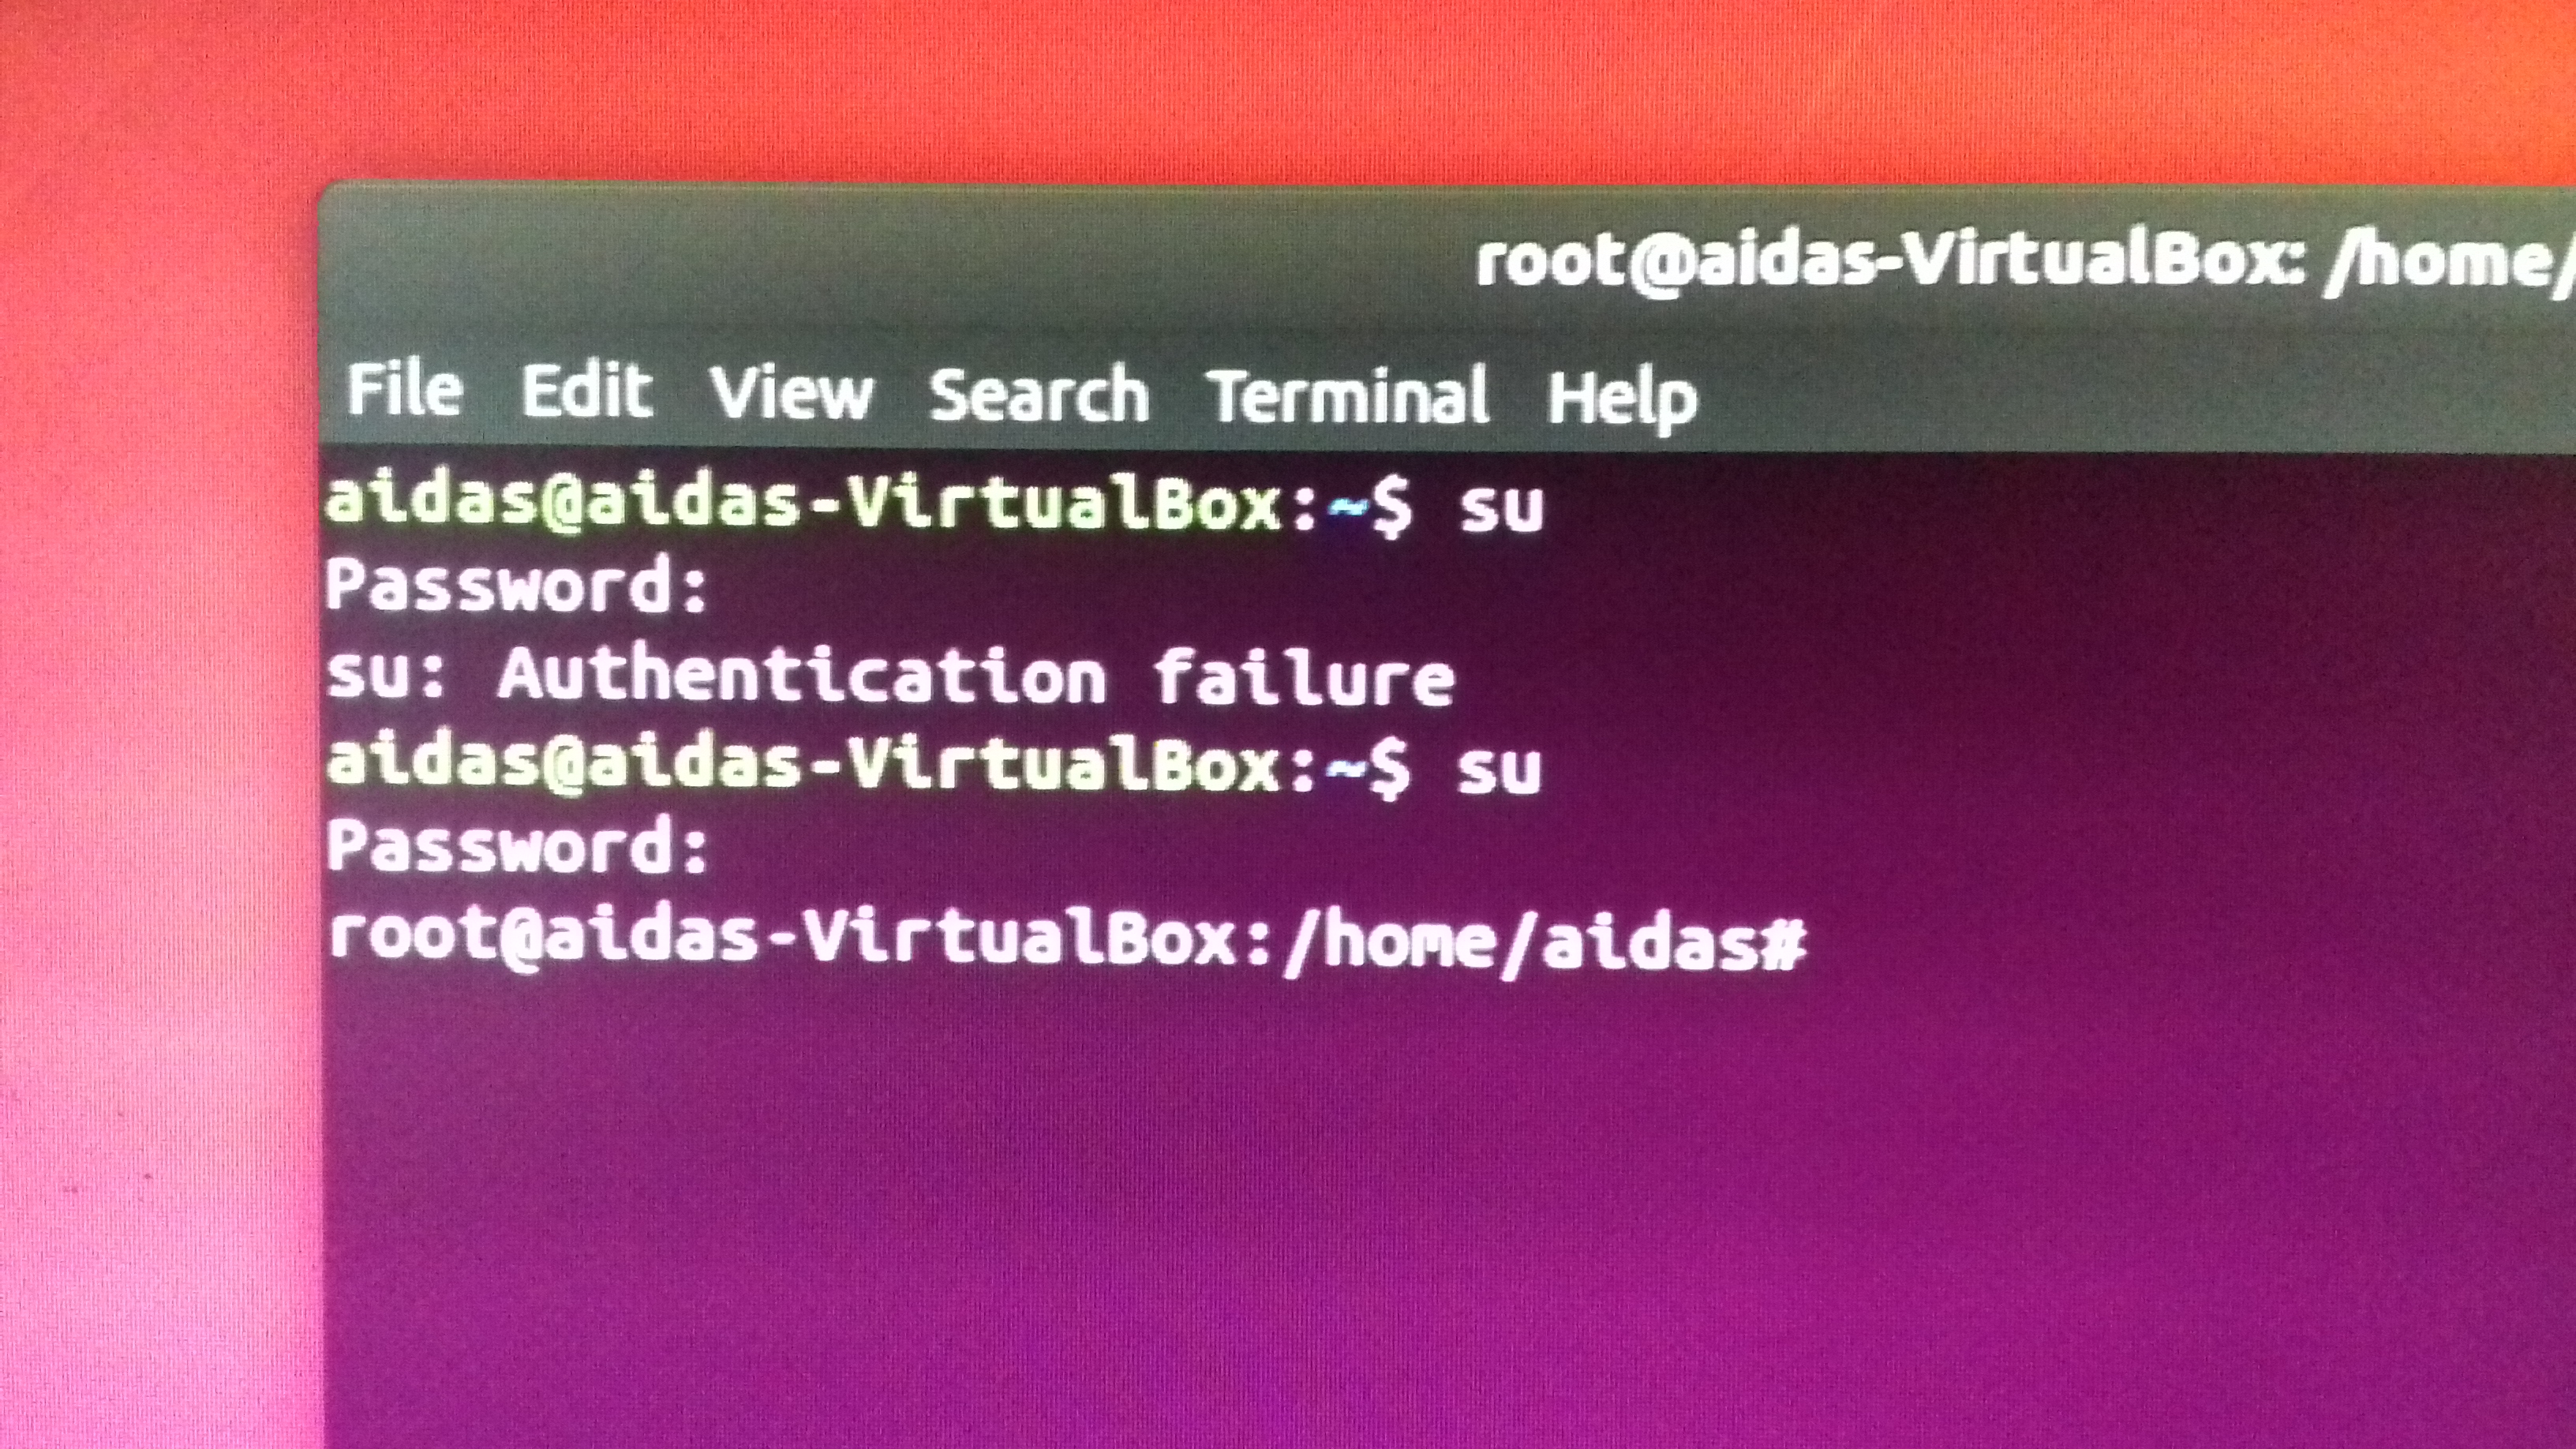 root@aidas-VirtualBox: /home/
File Edit View Search Terminal Help
aidas@aidas-VirtualBox:~$ su
Password:
su: Authentication failure
aidas@aidas-VirtualBox:~$ su
Password:
root@aidas-VirtualBox:/home/aidas#